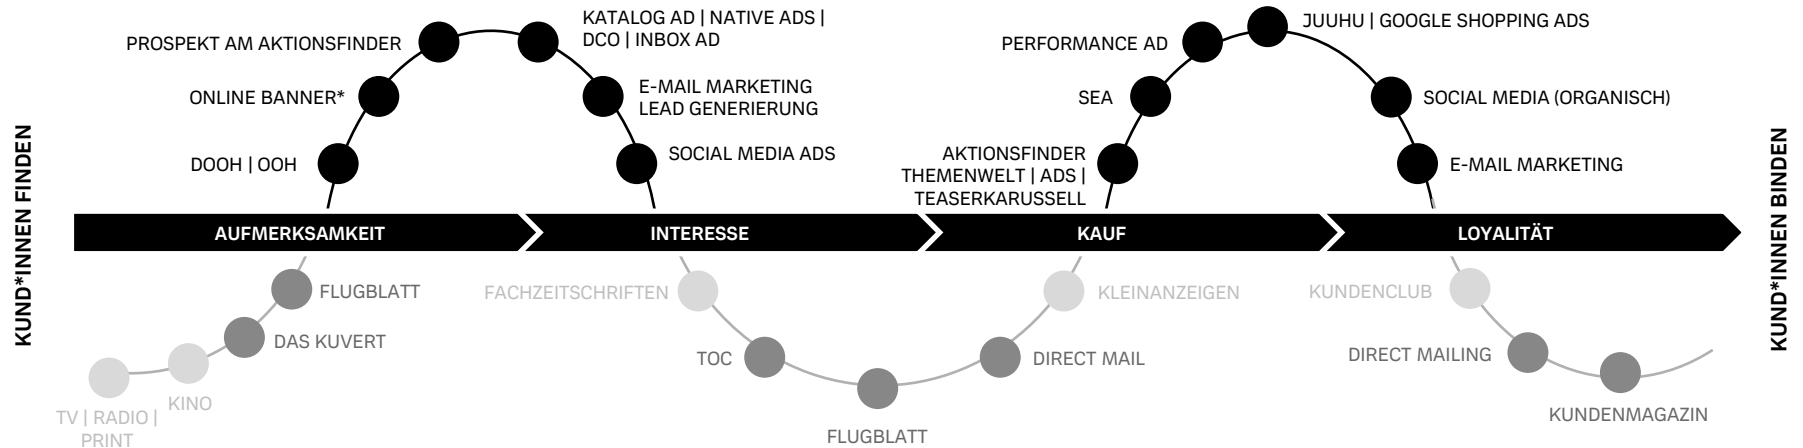 KUND*INNEN FINDEN
PROSPEKT AM AKTIONSFINDER
ONLINE BANNER*
DOOH | OOH
KATALOG AD | NATIVE ADS |
DCO | INBOX AD
E-MAIL MARKETING
LEAD GENERIERUNG
SOCIAL MEDIA ADS
PERFORMANCE AD
SEA
AKTIONSFINDER
THEMENWELT | ADS |
TEASERKARUSSELL
JUUHU | GOOGLE SHOPPING ADS
SOCIAL MEDIA (ORGANISCH)
E-MAIL MARKETING
AUFMERKSAMKEIT
INTERESSE
KAUF
LOYALITÄT
FLUGBLATT
DAS KUVERT
KINO
TV | RADIO |
PRINT
FACHZEITSCHRIFTEN
TOC
FLUGBLATT
DIRECT MAIL
KLEINANZEIGEN
KUNDENCLUB
DIRECT MAILING
KUNDENMAGAZIN
KUND*INNEN BINDEN